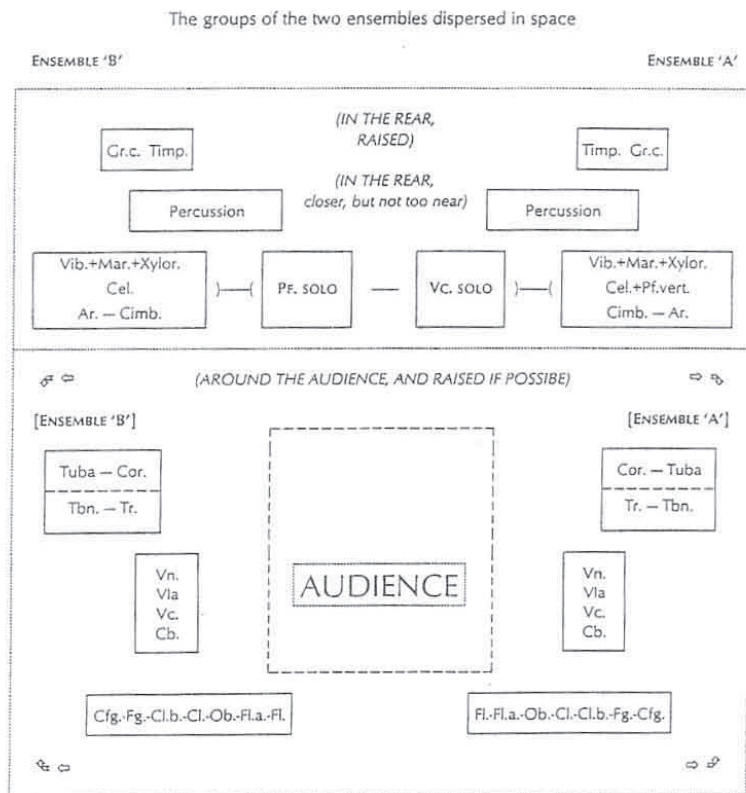 The groups of the two ensembles dispersed in space
ENSEMBLE 'B'
ENSEMBLE 'A'
(IN THE REAR,
RAISED)
Gr.c. Timp.
Timp. Gr.c.
(IN THE REAR,
closer, but not too near)
Percussion
Percussion
Vib.+Mar.+Xylor.
Cel.
Ar. — Cimb.
PF. SOLO
VC. SOLO
Vib.+Mar.+Xylor.
Cel.+Pf.vert.
Cimb. — Ar.
(AROUND THE AUDIENCE, AND RAISED IF POSSIBE)
[ENSEMBLE 'B']
[ENSEMBLE 'A']
Tuba — Cor.
Tbn. — Tr.
Cor. — Tuba
Tr. — Tbn.
Vn.
Vla
Vc.
Cb.
AUDIENCE
Vn.
Vla
Vc.
Cb.
Cfg.-Fg.-Cl.b.-Cl.-Ob.-Fl.a.-Fl.
Fl.-Fl.a.-Ob.-Cl.-Cl.b.-Fg.-Cfg.